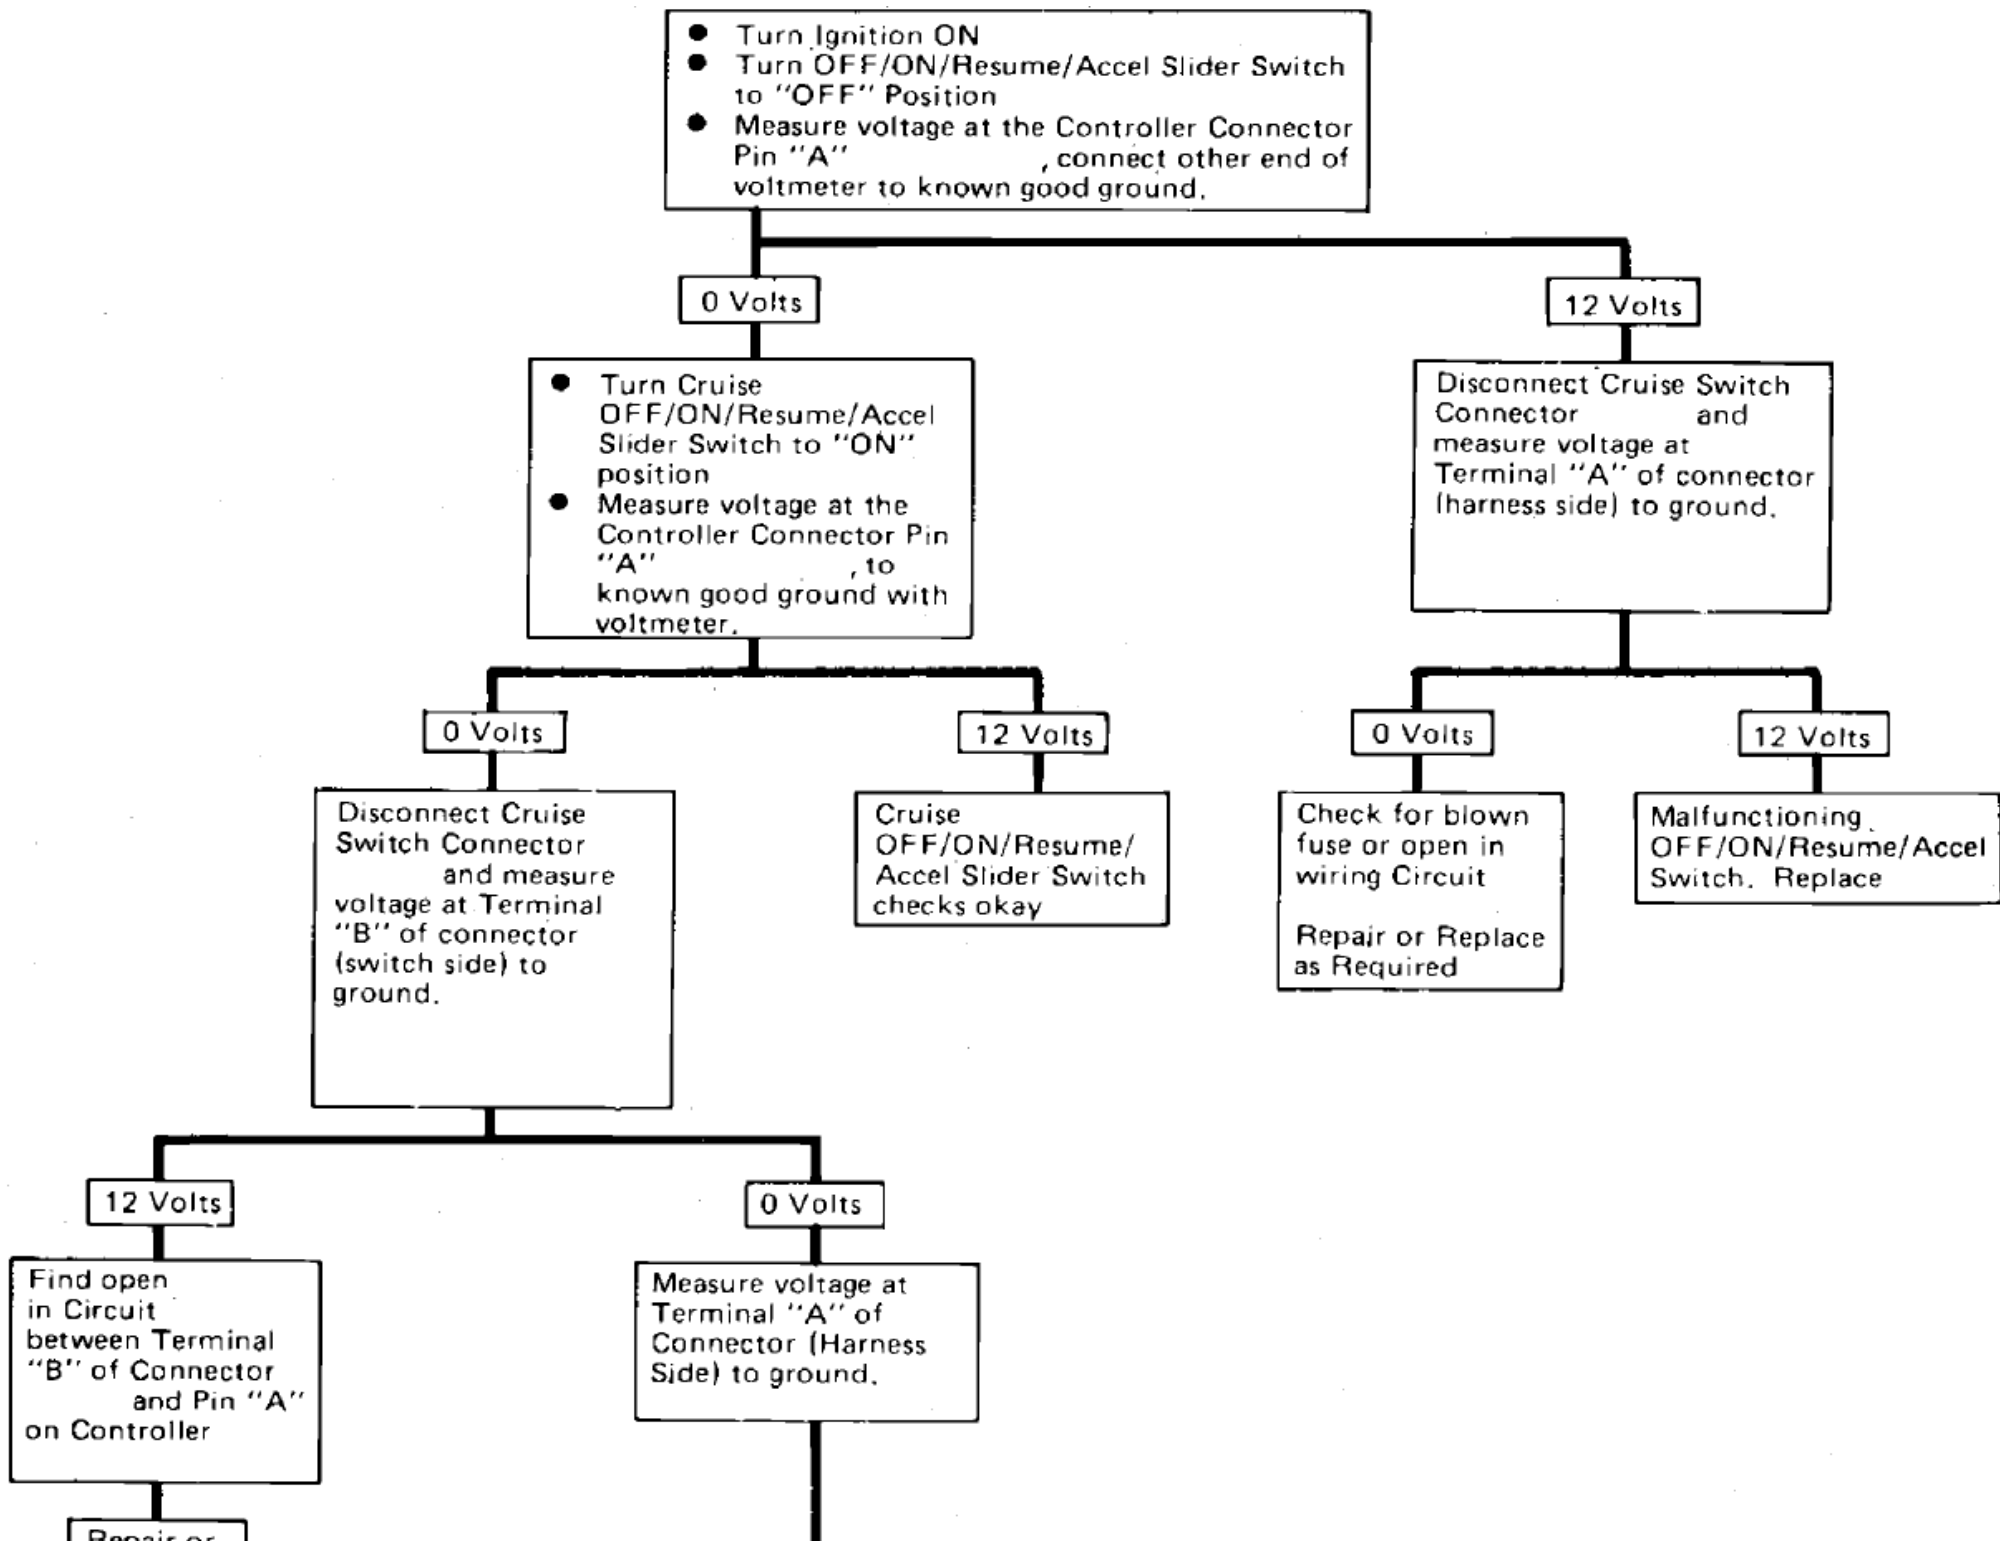 ● Turn Ignition ON
● Turn OFF/ON/Resume/Accel Slider Switch
to "OFF" Position
● Measure voltage at the Controller Connector
Pin "A" , connect other end of
voltmeter to known good ground.
0 Volts
12 Volts
● Turn Cruise
OFF/ON/Resume/Accel
Slider Switch to "ON"
position
● Measure voltage at the
Controller Connector Pin
"A" , to
known good ground with
voltmeter.
Disconnect Cruise Switch
Connector and
measure voltage at
Terminal "A" of connector
(harness side) to ground.
0 Volts
12 Volts
0 Volts
12 Volts
Disconnect Cruise
Switch Connector
and measure
voltage at Terminal
"B" of connector
(switch side) to
ground.
Cruise
OFF/ON/Resume/
Accel Slider Switch
checks okay
Check for blown
fuse or open in
wiring Circuit
Repair or Replace
as Required
Malfunctioning
OFF/ON/Resume/Accel
Switch. Replace
12 Volts
0 Volts
Find open
in Circuit
between Terminal
"B" of Connector
and Pin "A"
on Controller
Measure voltage at
Terminal "A" of
Connector (Harness
Side) to ground.
Repair or